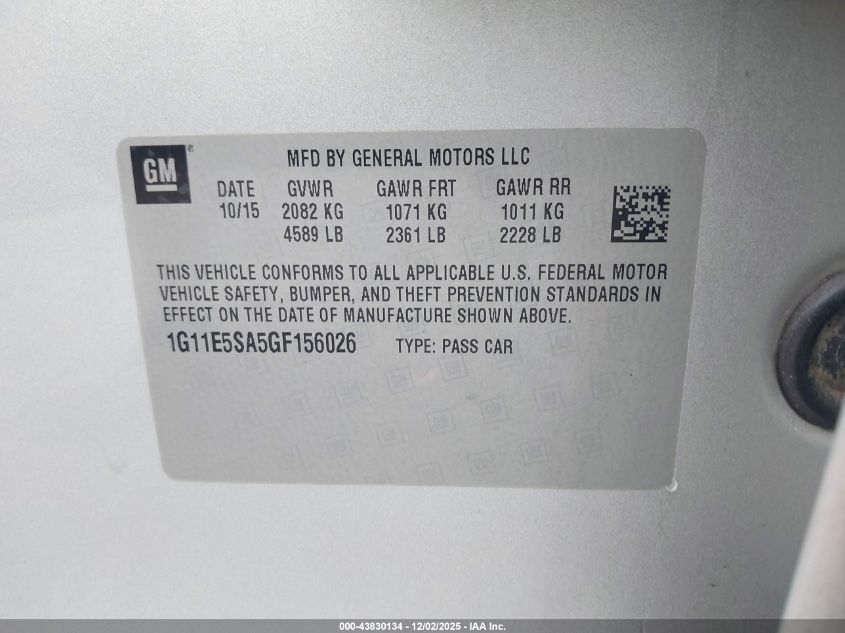 GM®
MFD BY GENERAL MOTORS LLC
DATE GVWR GAWR FRT GAWR RR
10/15 2082 KG 1071 KG 1011 KG
4589 LB 2361 LB 2228 LB
THIS VEHICLE CONFORMS TO ALL APPLICABLE U.S. FEDERAL MOTOR
VEHICLE SAFETY, BUMPER, AND THEFT PREVENTION STANDARDS IN
EFFECT ON THE DATE OF MANUFACTURE SHOWN ABOVE.
1G11E5SA5GF156026 TYPE: PASS CAR
000-43830134 - 12/02/2025 - IAA Inc.